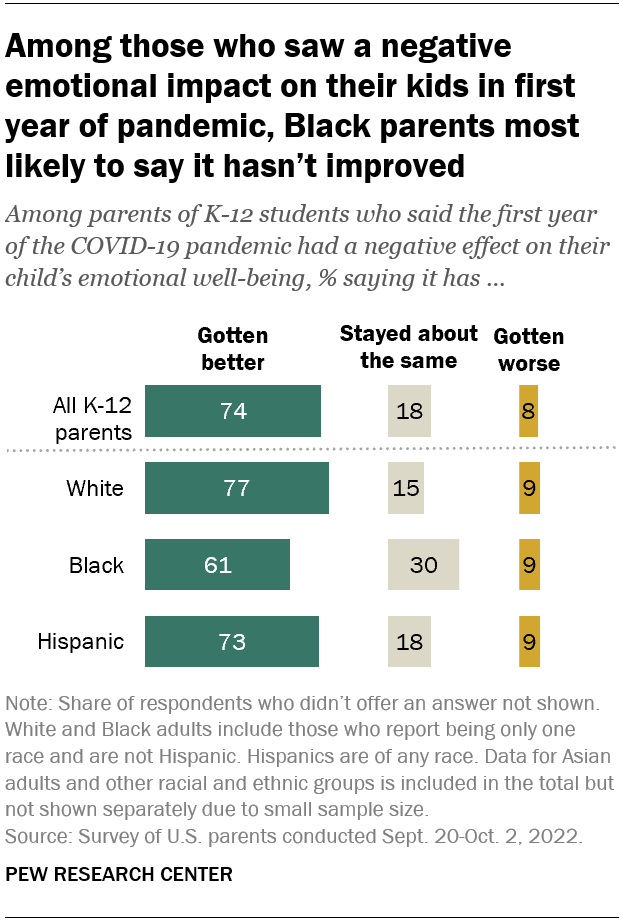 Among those who saw a negative
emotional impact on their kids in first
year of pandemic, Black parents most
likely to say it hasn’t improved
Among parents of K-12 students who said the first year
of the COVID-19 pandemic had a negative effect on their
child’s emotional well-being, % saying it has ...
Gotten
better
Stayed about
the same
Gotten
worse
All K-12
parents
74
18
8
White
77
15
9
Black
61
30
9
Hispanic
73
18
9
Note: Share of respondents who didn’t offer an answer not shown.
White and Black adults include those who report being only one
race and are not Hispanic. Hispanics are of any race. Data for Asian
adults and other racial and ethnic groups is included in the total but
not shown separately due to small sample size.
Source: Survey of U.S. parents conducted Sept. 20-Oct. 2, 2022.
PEW RESEARCH CENTER